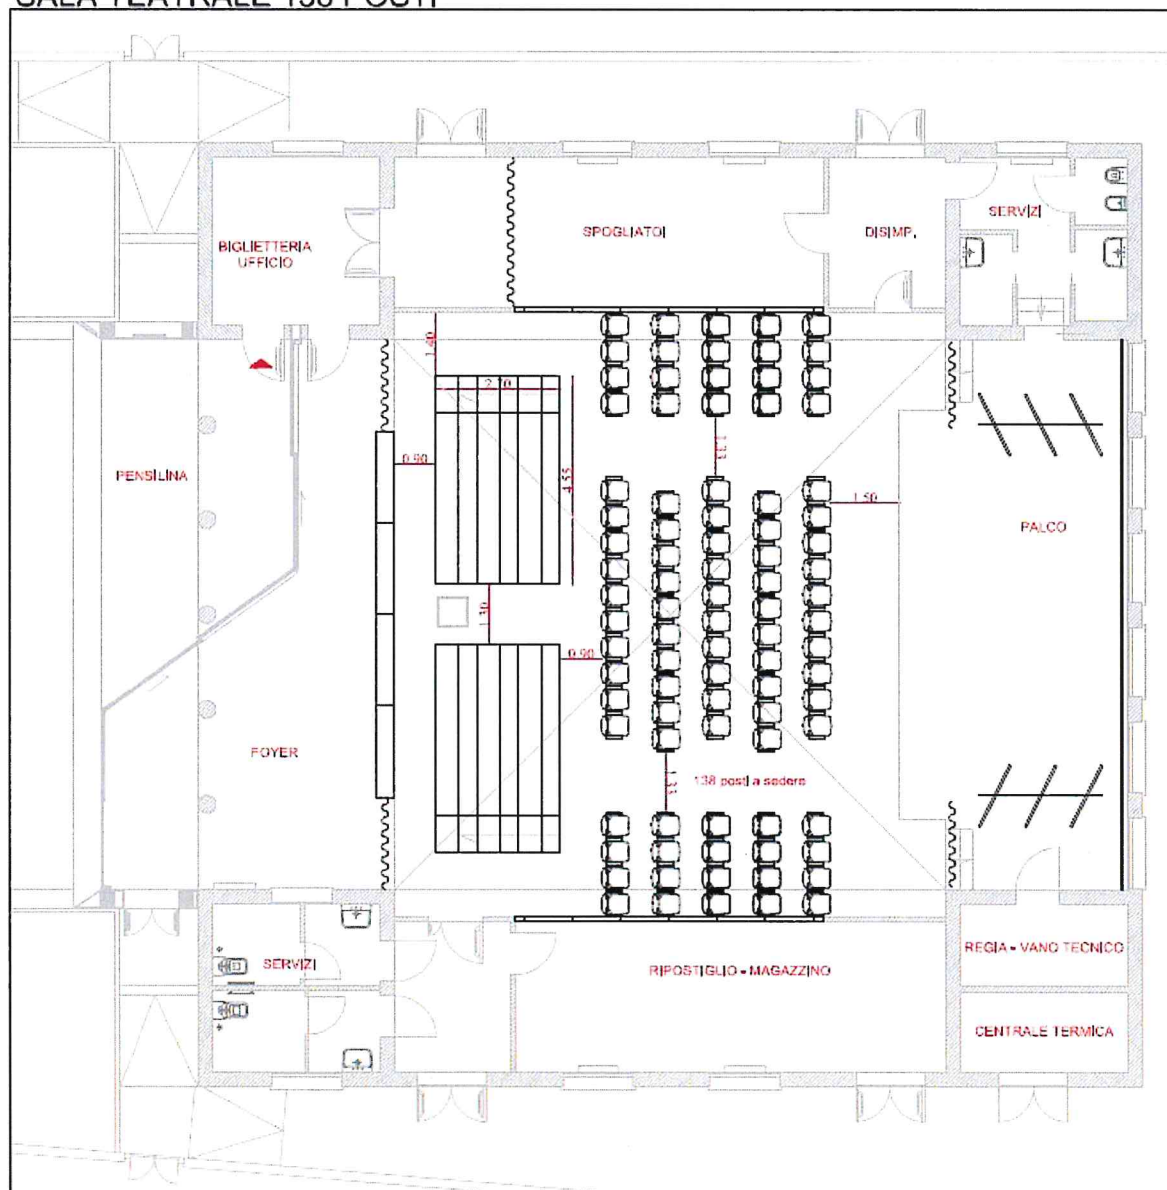 SALA TEATRALE 138 POSTI
SERVIZI
SPOGLIATOI
DISIMP.
BIGLIETTERIA
UFFICIO
1.40
2.70
0.90
4.55
1.33
1.50
PENSILINA
PALCO
1.30
0.90
FOYER
1.33
138 posti a sedere
REGIA - VANO TECNICO
SERVIZI
RIPOSTIGLIO - MAGAZZINO
CENTRALE TERMICA